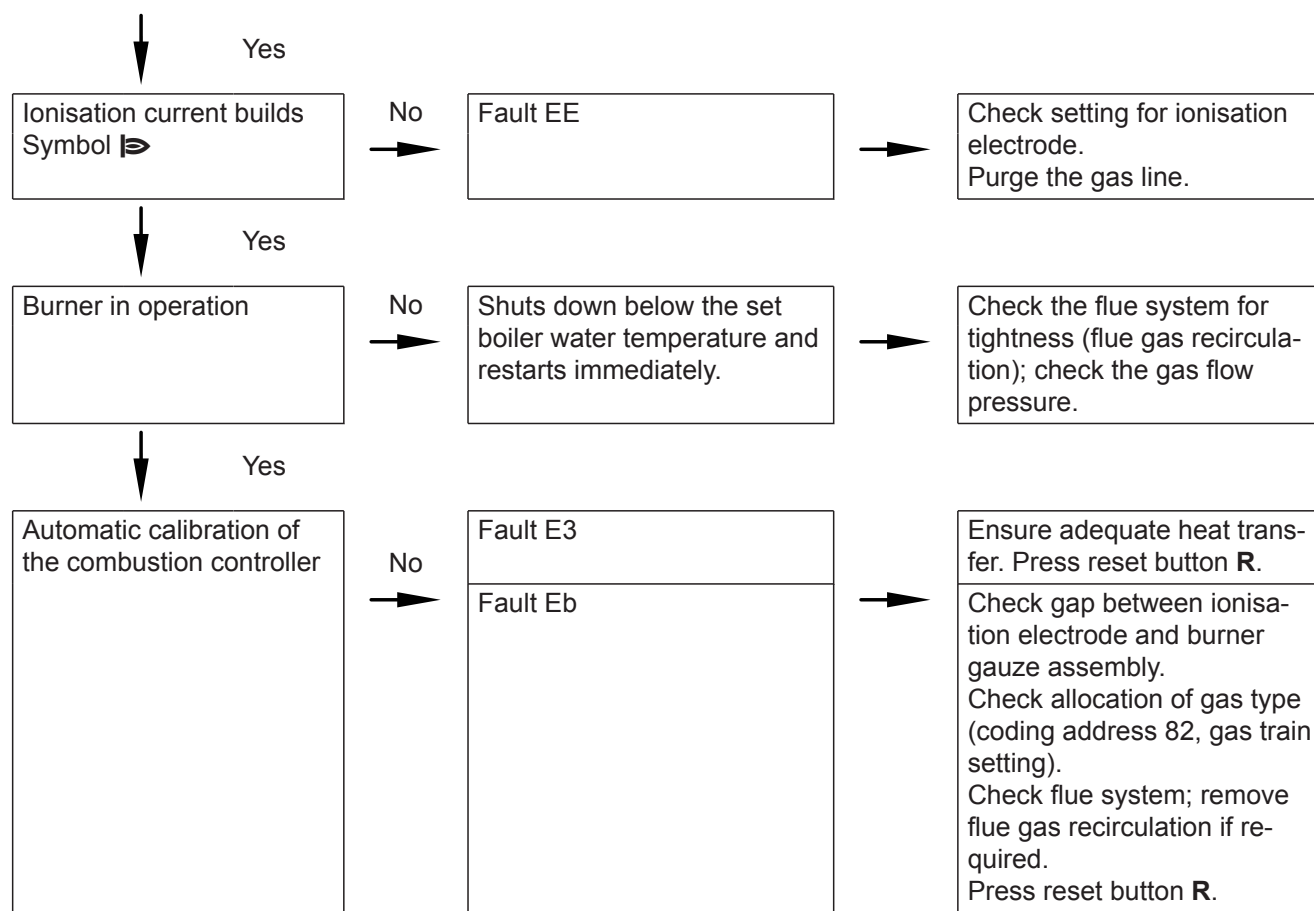 Yes
Ionisation current builds
Symbol
No
Fault EE
Check setting for ionisation
electrode.
Purge the gas line.
Yes
Burner in operation
No
Shuts down below the set
boiler water temperature and
restarts immediately.
Check the flue system for
tightness (flue gas recircula-
tion); check the gas flow
pressure.
Yes
Automatic calibration of
the combustion controller
No
Fault E3
Ensure adequate heat trans-
fer. Press reset button R.
Fault Eb
Check gap between ionisa-
tion electrode and burner
gauze assembly.
Check allocation of gas type
(coding address 82, gas train
setting).
Check flue system; remove
flue gas recirculation if re-
quired.
Press reset button R.